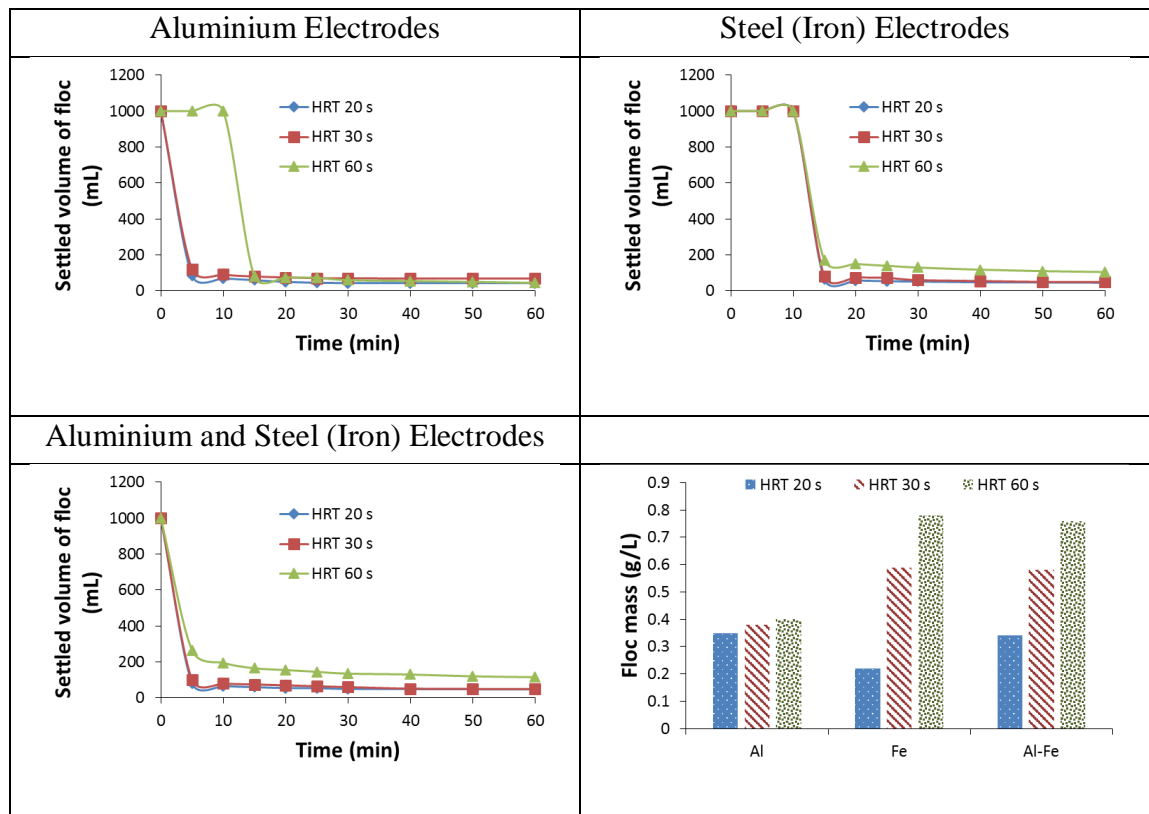 Aluminium Electrodes
Steel (Iron) Electrodes
Settled volume of floc
(mL)
1200
1000
800
600
400
200
0
HRT 20 s
HRT 30 s
HRT 60 s
0 10 20 30 40 50 60
Time (min)
Settled volume of floc
(mL)
1200
1000
800
600
400
200
0
HRT 20 s
HRT 30 s
HRT 60 s
0 10 20 30 40 50 60
Time (min)
Aluminium and Steel (Iron) Electrodes
Settled volume of floc
(mL)
1200
1000
800
600
400
200
0
HRT 20 s
HRT 30 s
HRT 60 s
0 10 20 30 40 50 60
Time (min)
Floc mass (g/L)
0.9
0.8
0.7
0.6
0.5
0.4
0.3
0.2
0.1
0
HRT 20 s HRT 30 s HRT 60 s
Al Fe Al-Fe